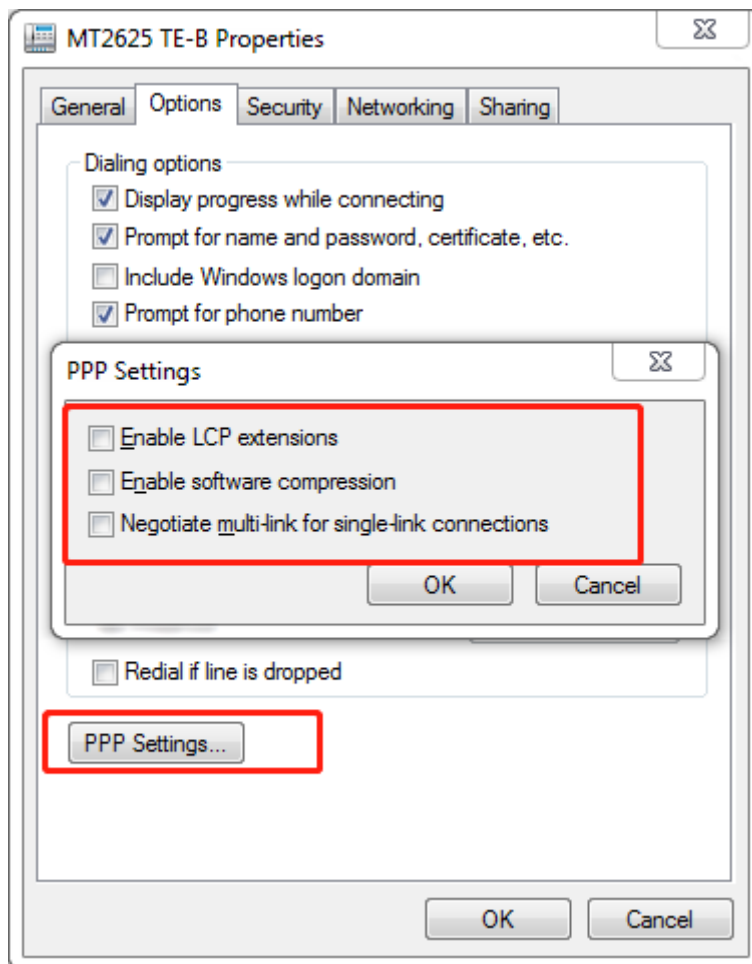 MT2625 TE-B Properties
General Options Security Networking Sharing
Dialing options
Display progress while connecting
Prompt for name and password, certificate, etc.
Include Windows logon domain
Prompt for phone number
PPP Settings
Enable LCP extensions
Enable software compression
Negotiate multi-link for single-link connections
OK Cancel
Redial if line is dropped
PPP Settings...
OK Cancel